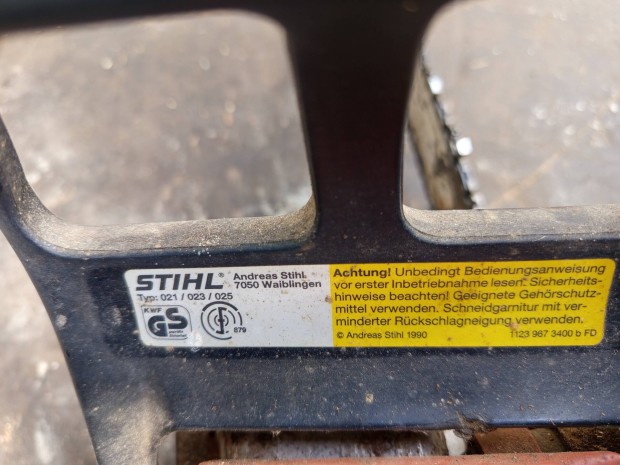 STIHL®
Andreas Stihl
7050 Waiblingen
Typ: 021 / 023 / 025
KWF
GS
679
Achtung! Unbedingt Bedienungsanweisung
vor erster Inbetriebnahme lesen. Sicherheits-
hinweise beachten! Geeignete Gehörschutz-
mittel verwenden. Schneidgarnitur mit ver-
minderter Rückschlagneigung verwenden.
© Andreas Stihl 1990
1123 967 3400 b FD